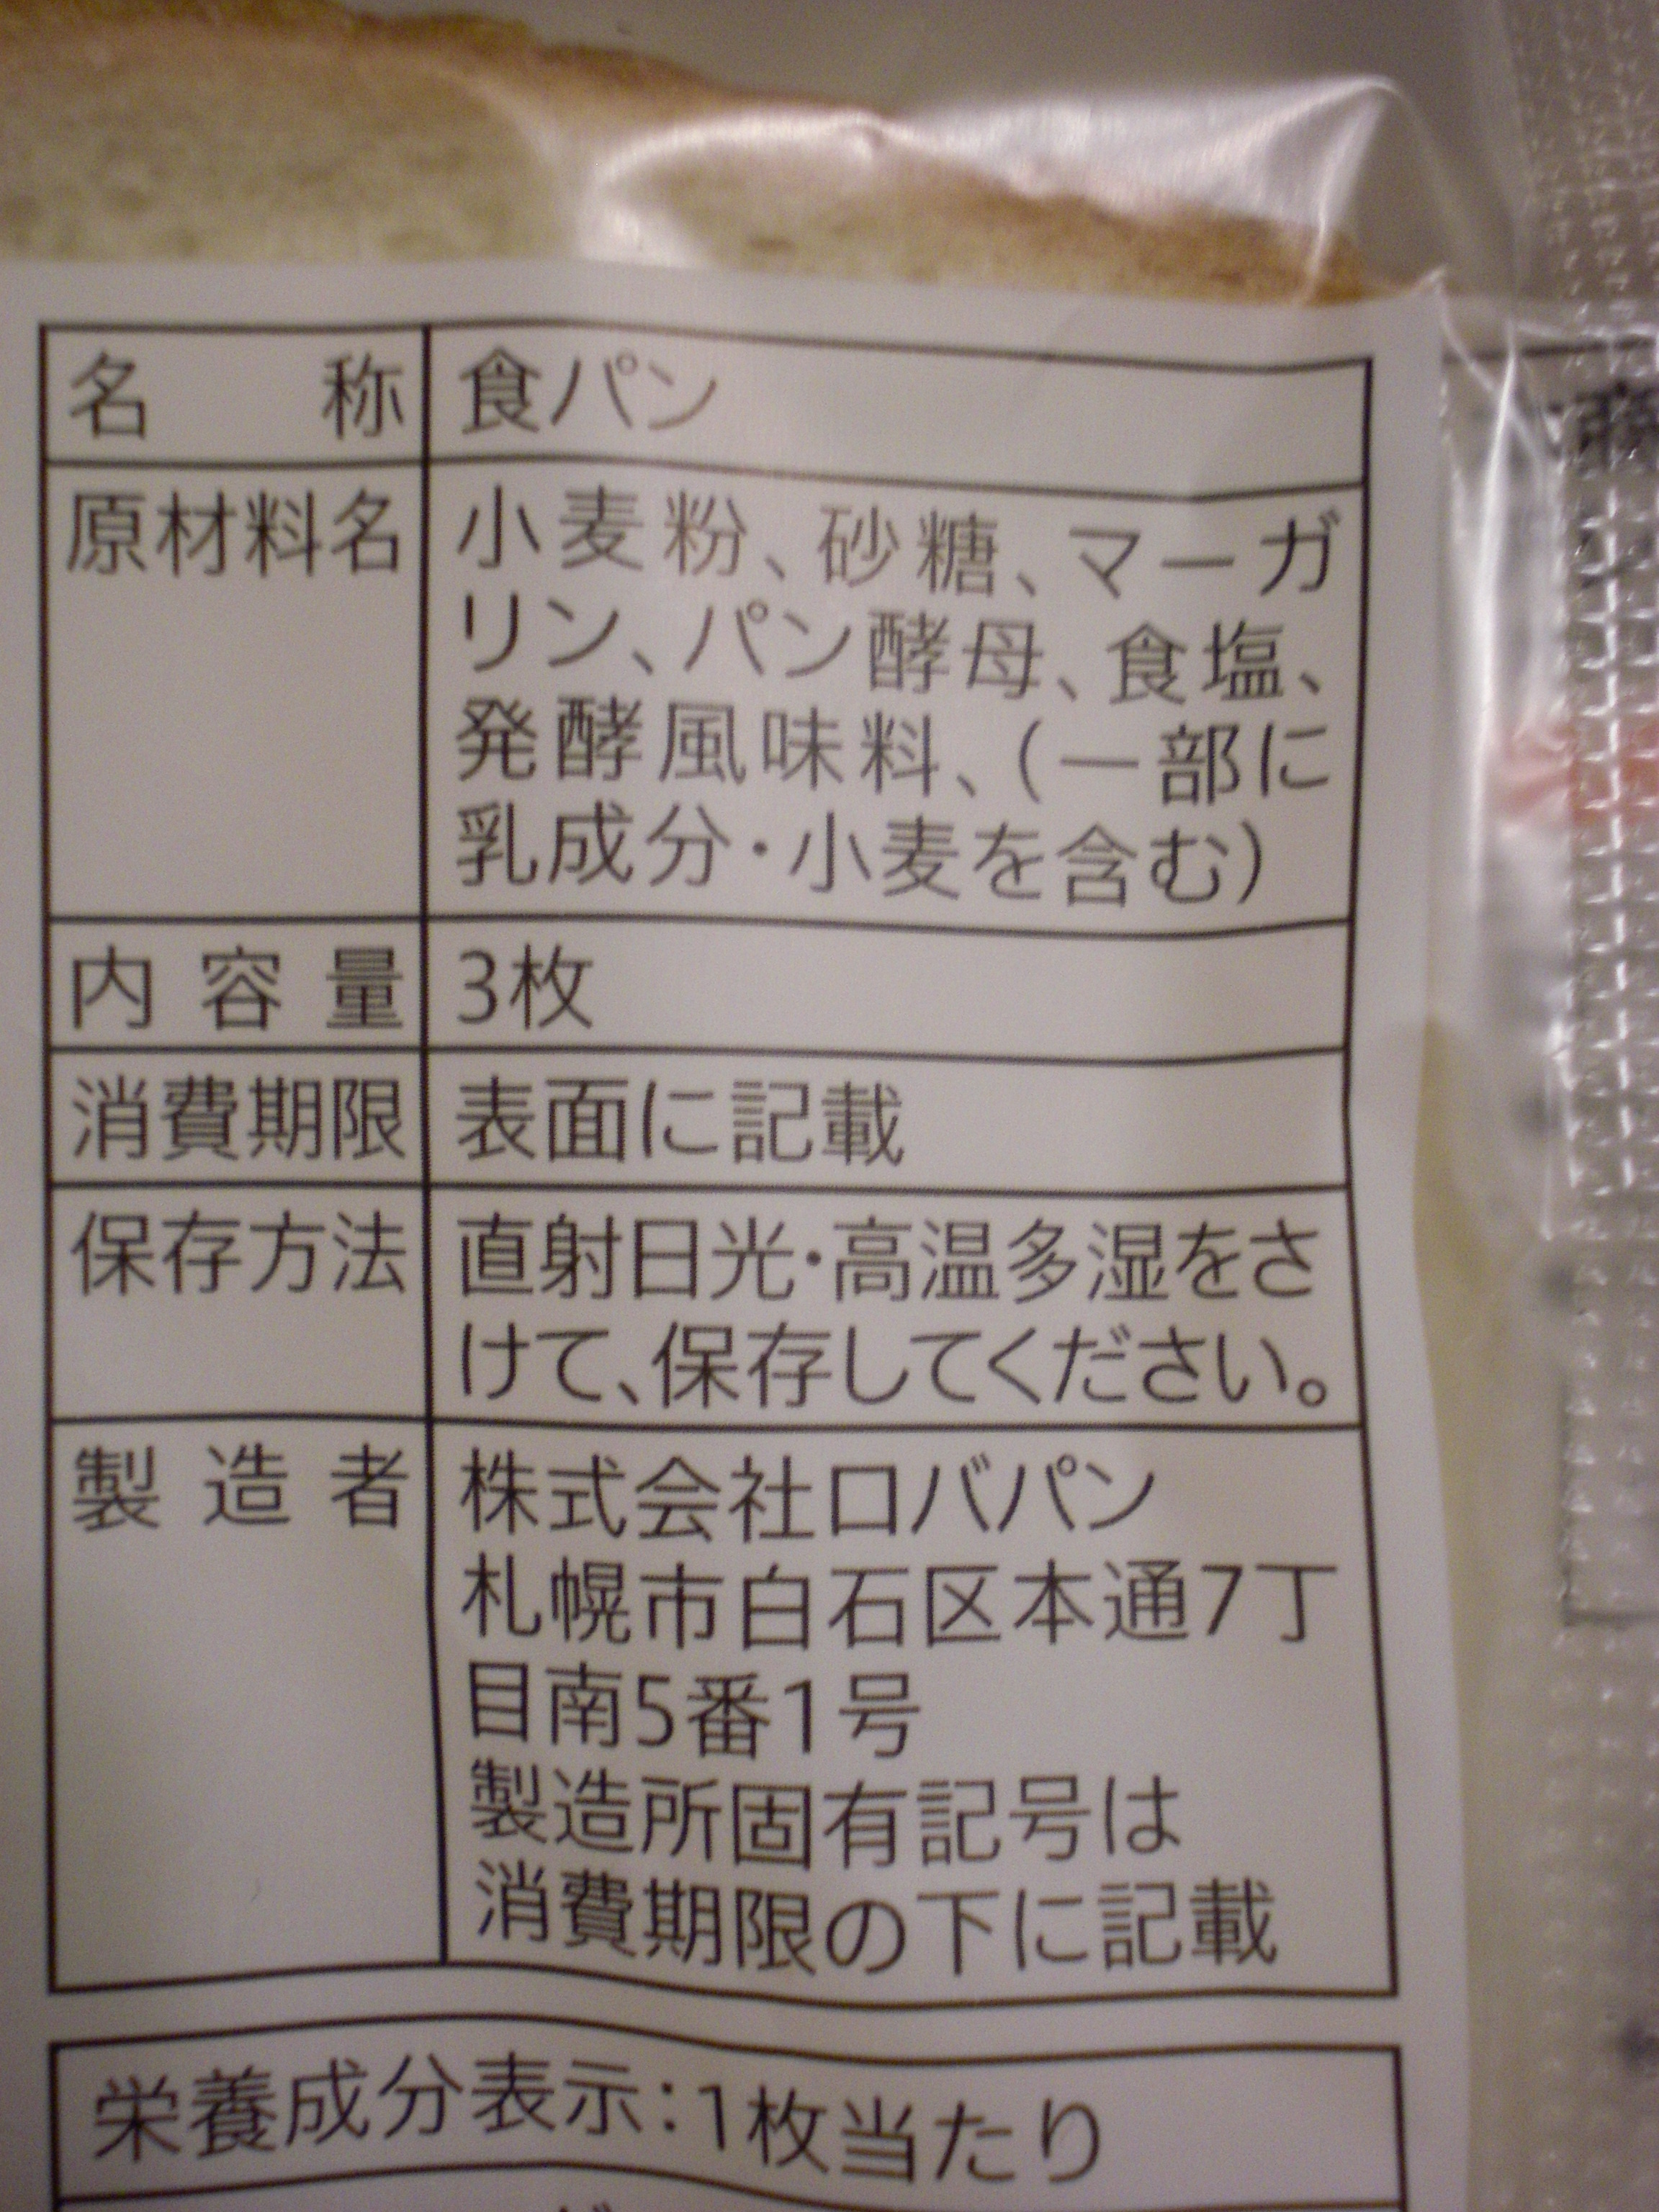 名称 食パン
原材料名 小麦粉、砂糖、マーガ
リン、パン酵母、食塩、
発酵風味料、(一部に
乳成分・小麦を含む)
内容量 3枚
消費期限 表面に記載
保存方法 直射日光・高温多湿をさ
けて、保存してください。
製造者 株式会社ロバパン
札幌市白石区本通7丁
目南5番1号
製造所固有記号は
消費期限の下に記載
栄養成分表示:1枚当たり